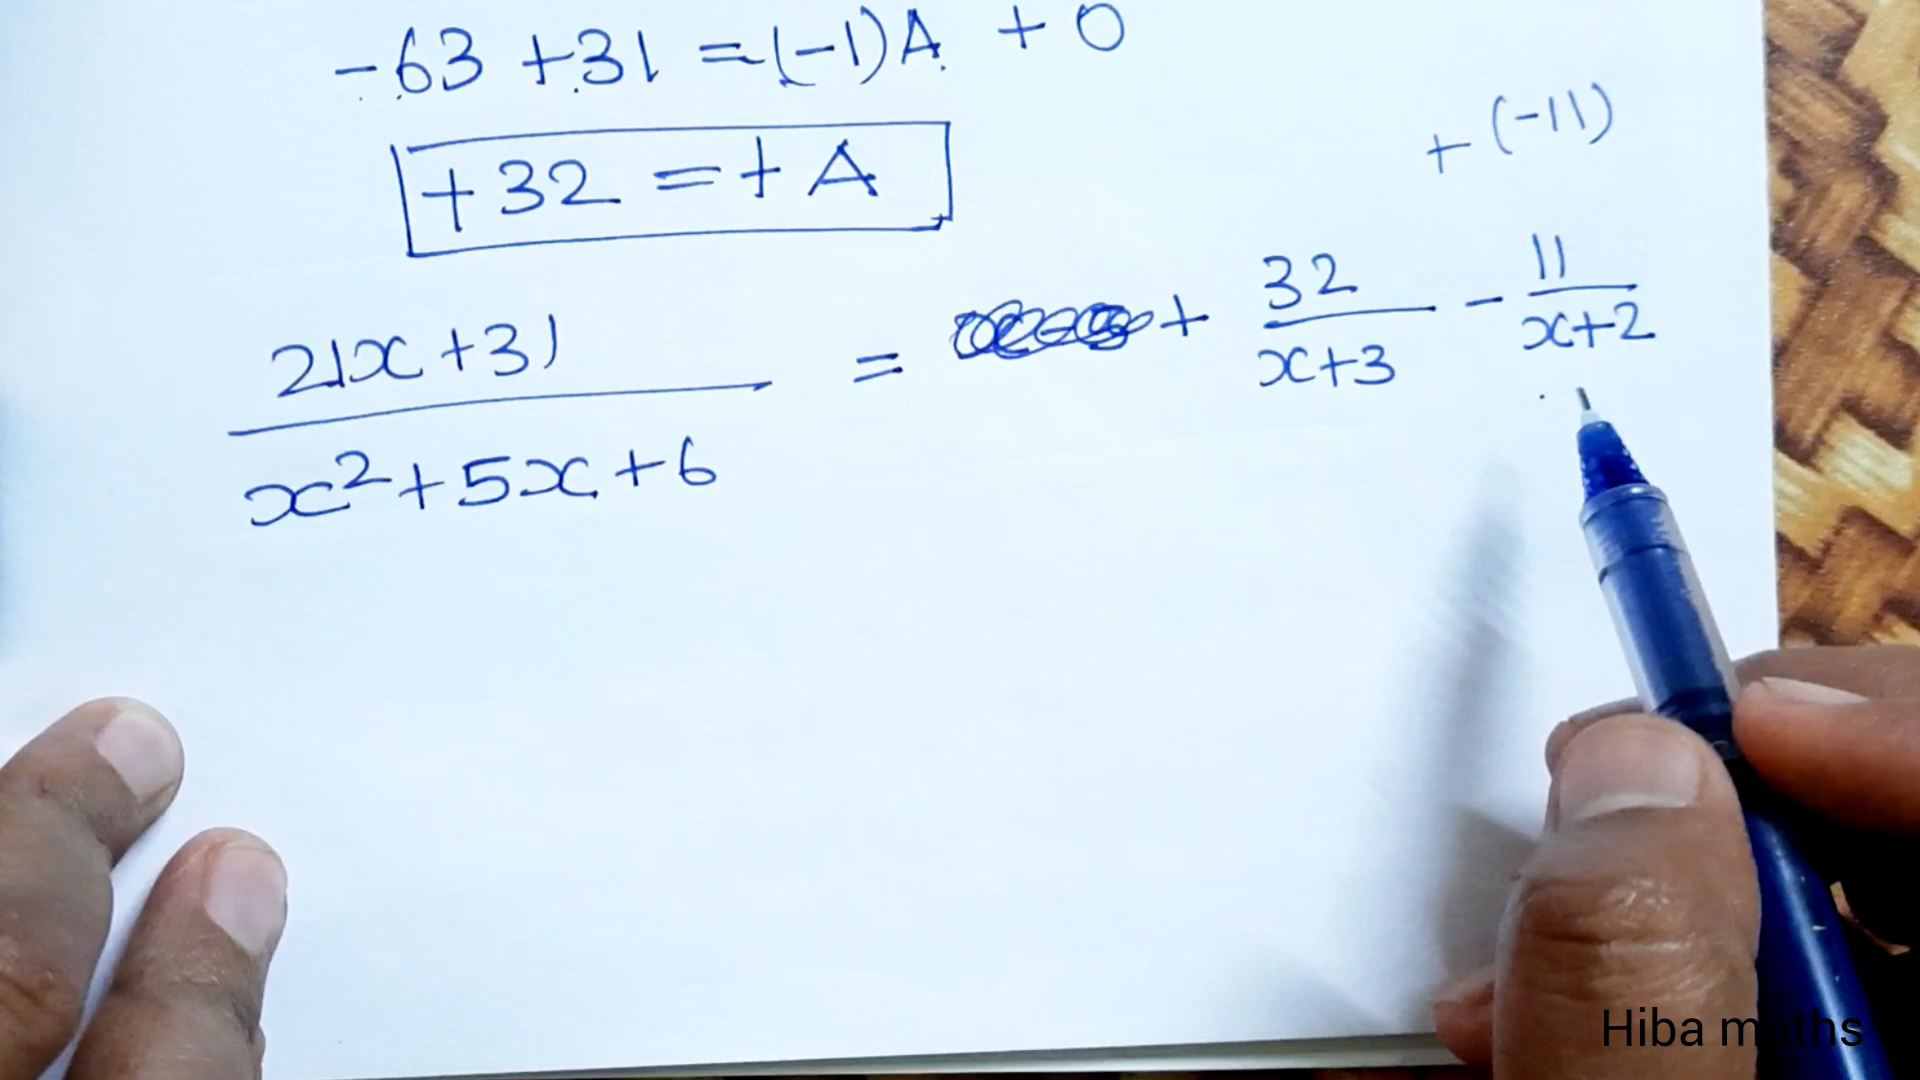 -63 +31 = (-1)A + 0
+32 = +A
+ (-11)
21x+31 / x²+5x+6 = + 32 / x+3 - 11 / x+2
Hiba maths